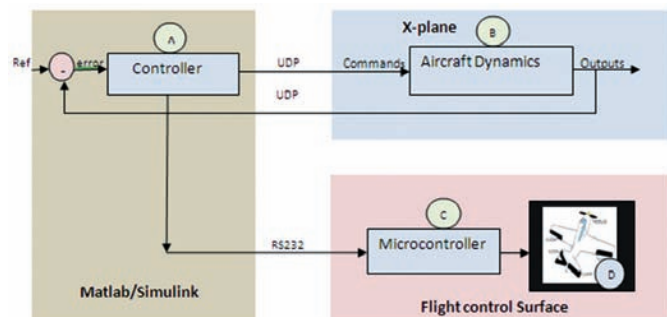 X-plane
A
B
Ref
-
error
Controller
UDP
Commands
Aircraft Dynamics
Outputs
UDP
C
RS232
Microcontroller
D
Matlab/Simulink
Flight control Surface